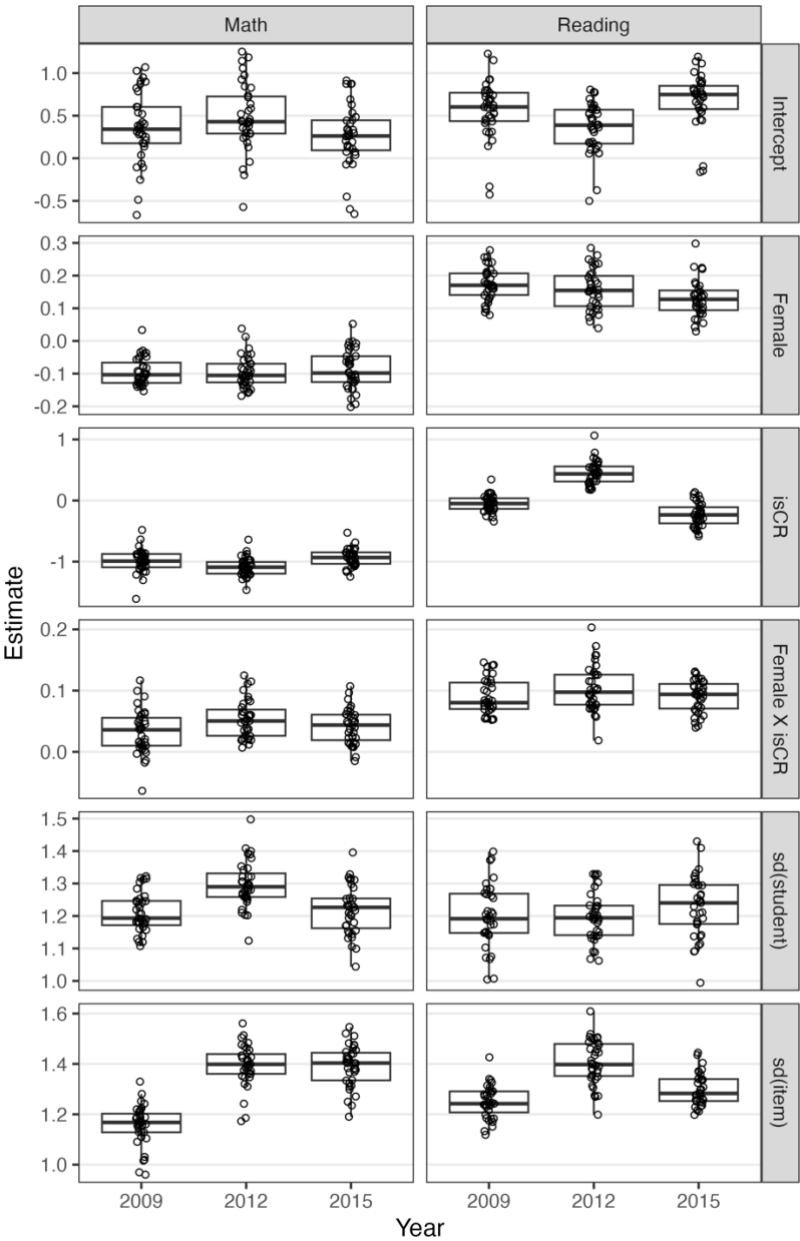 Math Reading
1.0
0.5
0.0
-0.5
Intercept
0.3
0.2
0.1
0.0
-0.1
-0.2
Female
1
0
-1
isCR
0.2
0.1
0.0
Female X isCR
1.5
1.4
1.3
1.2
1.1
1.0
sd(student)
1.6
1.4
1.2
1.0
sd(item)
Estimate
2009 2012 2015 2009 2012 2015
Year